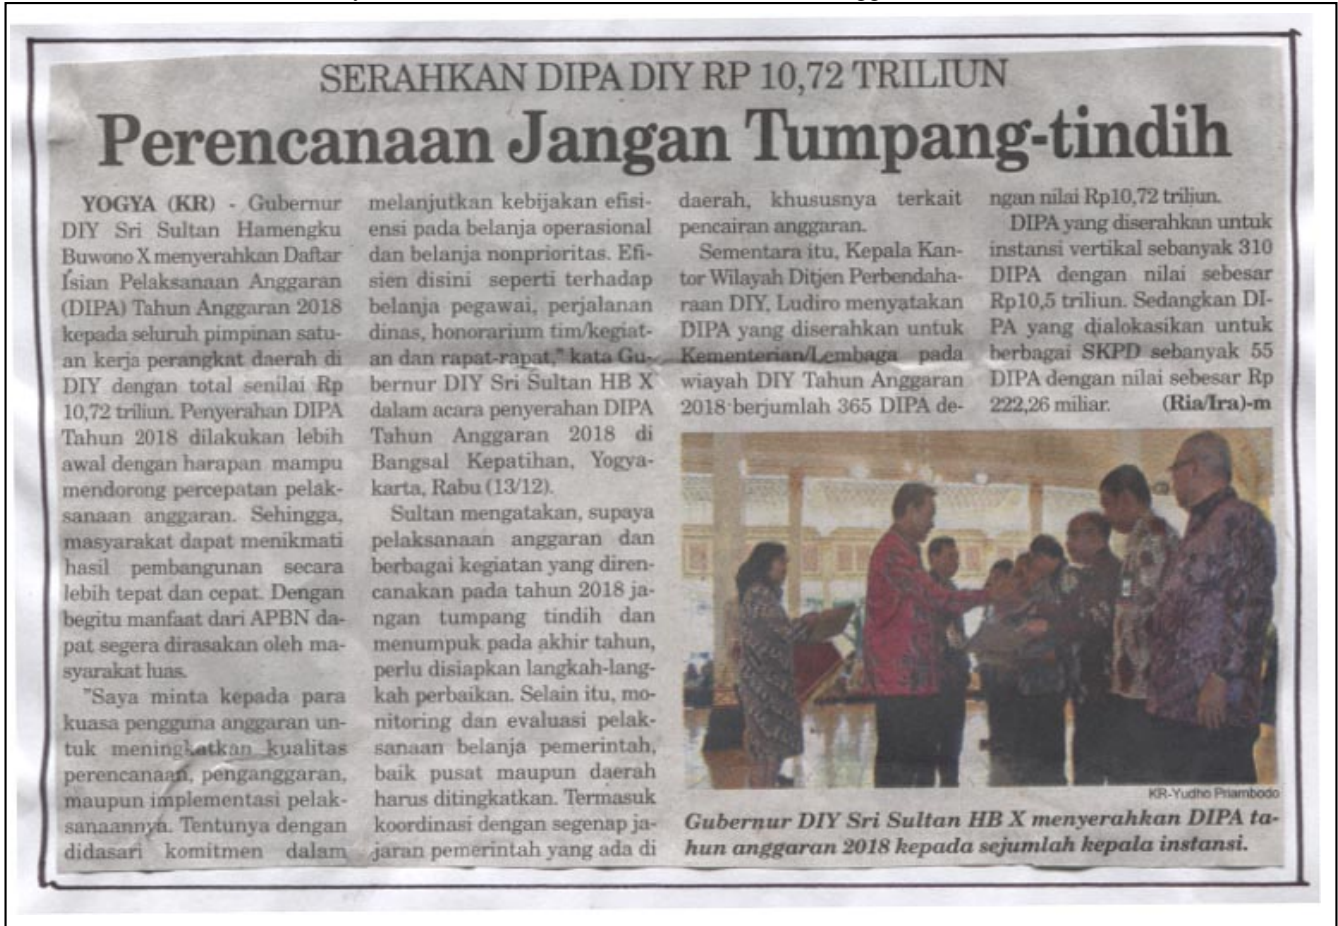 SERAHKAN DIPA DIY RP 10,72 TRILIUN
Perencanaan Jangan Tumpang-tindih
YOGYA (KR) - Gubernur
DIY Sri Sultan Hamengku
Buwono X menyerahkan Daftar
Isian Pelaksanaan Anggaran
(DIPA) Tahun Anggaran 2018
kepada seluruh pimpinan satu-
an kerja perangkat daerah di
DIY dengan total senilai Rp
10,72 triliun. Penyerahan DIPA
Tahun 2018 dilakukan lebih
awal dengan harapan mampu
mendorong percepatan pelak-
sanaan anggaran. Sehingga,
masyarakat dapat menikmati
hasil pembangunan secara
lebih tepat dan cepat. Dengan
begitu manfaat dari APBN da-
pat segera dirasakan oleh ma-
syarakat luas.
"Saya minta kepada para
kuasa pengguna anggaran un-
tuk meningkatkan kualitas
perencanaan, penganggaran,
maupun implementasi pelak-
sanaannya. Tentunya dengan
didasari komitmen dalam
melanjutkan kebijakan efisi-
ensi pada belanja operasional
dan belanja nonprioritas. Efi-
sien disini seperti terhadap
belanja pegawai, perjalanan
dinas, honorarium tim/kegiat-
an dan rapat-rapat," kata Gu-
bernur DIY Sri Sultan HB X
dalam acara penyerahan DIPA
Tahun Anggaran 2018 di
Bangsal Kepatihan, Yogya-
karta, Rabu (13/12).
Sultan mengatakan, supaya
pelaksanaan anggaran dan
berbagai kegiatan yang diren-
canakan pada tahun 2018 ja-
ngan tumpang tindih dan
menumpuk pada akhir tahun,
perlu disiapkan langkah-lang-
kah perbaikan. Selain itu, mo-
nitoring dan evaluasi pelak-
sanaan belanja pemerintah,
baik pusat maupun daerah
harus ditingkatkan. Termasuk
koordinasi dengan segenap ja-
jaran pemerintah yang ada di
daerah, khususnya terkait
pencairan anggaran.
Sementara itu, Kepala Kan-
tor Wilayah Ditjen Perbendaha-
raan DIY, Ludiro menyatakan
DIPA yang diserahkan untuk
Kementerian/Lembaga pada
wiayah DIY Tahun Anggaran
2018 berjumlah 365 DIPA de-
ngan nilai Rp10,72 triliun.
DIPA yang diserahkan untuk
instansi vertikal sebanyak 310
DIPA dengan nilai sebesar
Rp10,5 triliun. Sedangkan DI-
PA yang dialokasikan untuk
berbagai SKPD sebanyak 55
DIPA dengan nilai sebesar Rp
222,26 miliar. (Ria/Ira)-m
KR-Yudho Priambodo
Gubernur DIY Sri Sultan HB X menyerahkan DIPA ta-
hun anggaran 2018 kepada sejumlah kepala instansi.